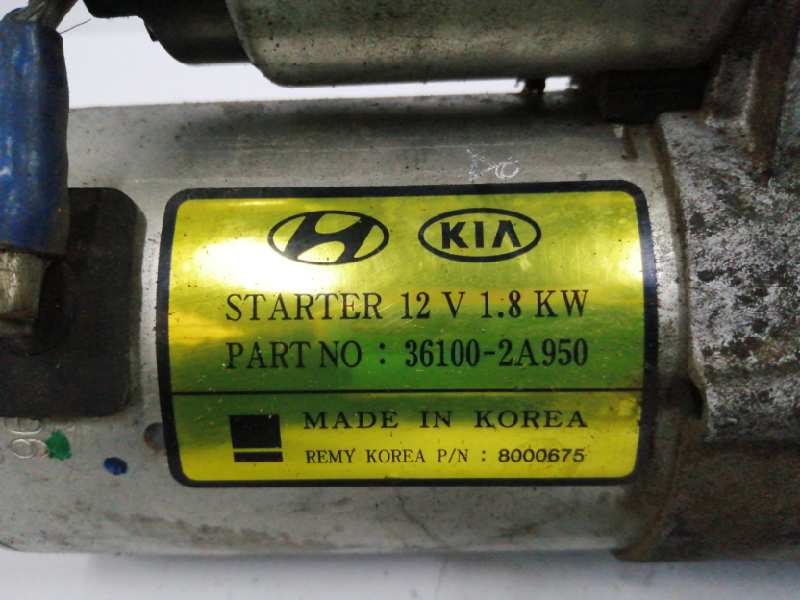 KIA
STARTER 12 V 1.8 KW
PART NO : 36100-2A950
MADE IN KOREA
REMY KOREA P/N : 8000675